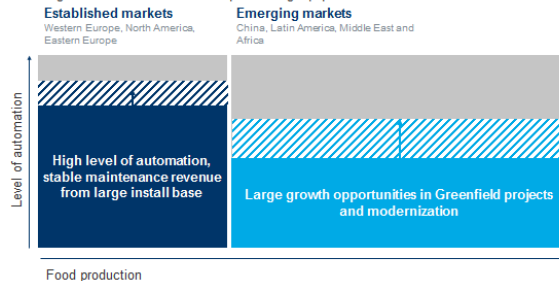 Established markets
Western Europe, North America,
Eastern Europe
Emerging markets
China, Latin America, Middle East and
Africa
Level of automation
High level of automation,
stable maintenance revenue
from large install base
Large growth opportunities in Greenfield projects
and modernization
Food production